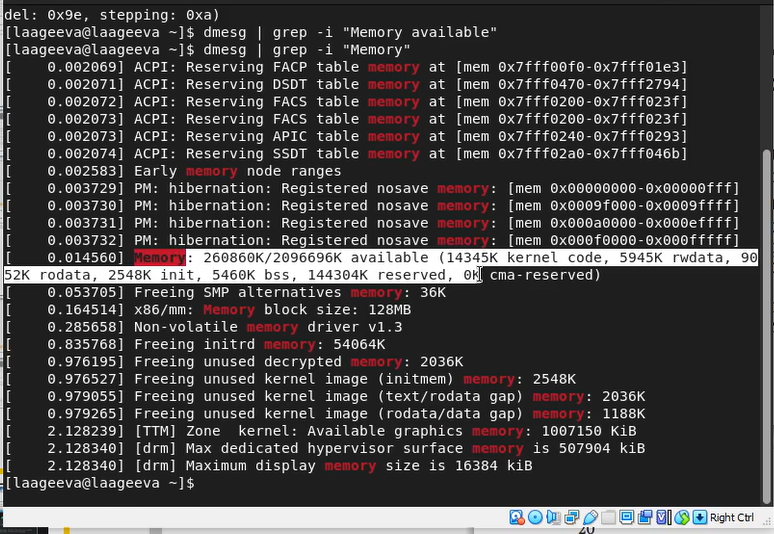 del: 0x9e, stepping: 0xa)
[laageeva@laageeva ~]$ dmesg | grep -i "Memory available"
[laageeva@laageeva ~]$ dmesg | grep -i "Memory"
[    0.002069] ACPI: Reserving FACP table memory at [mem 0x7fff00f0-0x7fff01e3]
[    0.002071] ACPI: Reserving DSDT table memory at [mem 0x7fff0470-0x7fff2794]
[    0.002072] ACPI: Reserving FACS table memory at [mem 0x7fff0200-0x7fff023f]
[    0.002073] ACPI: Reserving FACS table memory at [mem 0x7fff0200-0x7fff023f]
[    0.002073] ACPI: Reserving APIC table memory at [mem 0x7fff0240-0x7fff0293]
[    0.002074] ACPI: Reserving SSDT table memory at [mem 0x7fff02a0-0x7fff046b]
[    0.002583] Early memory node ranges
[    0.003729] PM: hibernation: Registered nosave memory: [mem 0x00000000-0x00000fff]
[    0.003730] PM: hibernation: Registered nosave memory: [mem 0x0009f000-0x0009ffff]
[    0.003731] PM: hibernation: Registered nosave memory: [mem 0x000a0000-0x000effff]
[    0.003732] PM: hibernation: Registered nosave memory: [mem 0x000f0000-0x000fffff]
[    0.014560] Memory: 260860K/2096696K available (14345K kernel code, 5945K rwdata, 90
52K rodata, 2548K init, 5460K bss, 144304K reserved, 0K cma-reserved)
[    0.053705] Freeing SMP alternatives memory: 36K
[    0.164514] x86/mm: Memory block size: 128MB
[    0.285658] Non-volatile memory driver v1.3
[    0.835768] Freeing initrd memory: 54064K
[    0.976195] Freeing unused decrypted memory: 2036K
[    0.976527] Freeing unused kernel image (initmem) memory: 2548K
[    0.979055] Freeing unused kernel image (text/rodata gap) memory: 2036K
[    0.979265] Freeing unused kernel image (rodata/data gap) memory: 1188K
[    2.128239] [TTM] Zone  kernel: Available graphics memory: 1007150 KiB
[    2.128340] [drm] Max dedicated hypervisor surface memory is 507904 kiB
[    2.128340] [drm] Maximum display memory size is 16384 kiB
[laageeva@laageeva ~]$
Right Ctrl
20